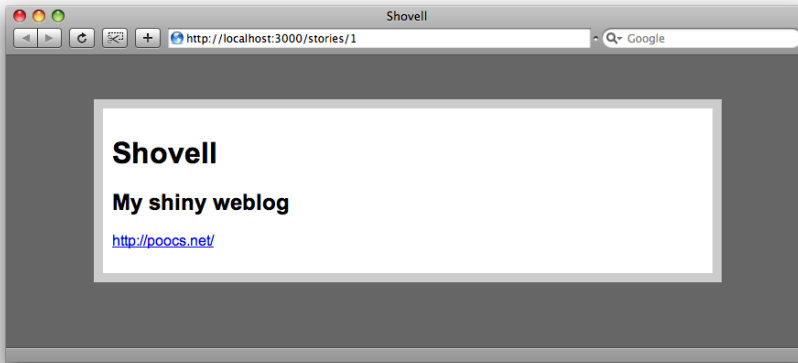 Shovell
http://localhost:3000/stories/1
Google
Shovell
My shiny weblog
http://poocs.net/